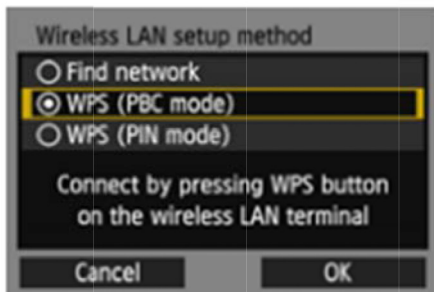 Wireless LAN setup method
Find network
WPS (PBC mode)
WPS (PIN mode)
Connect by pressing WPS button
on the wireless LAN terminal
Cancel OK